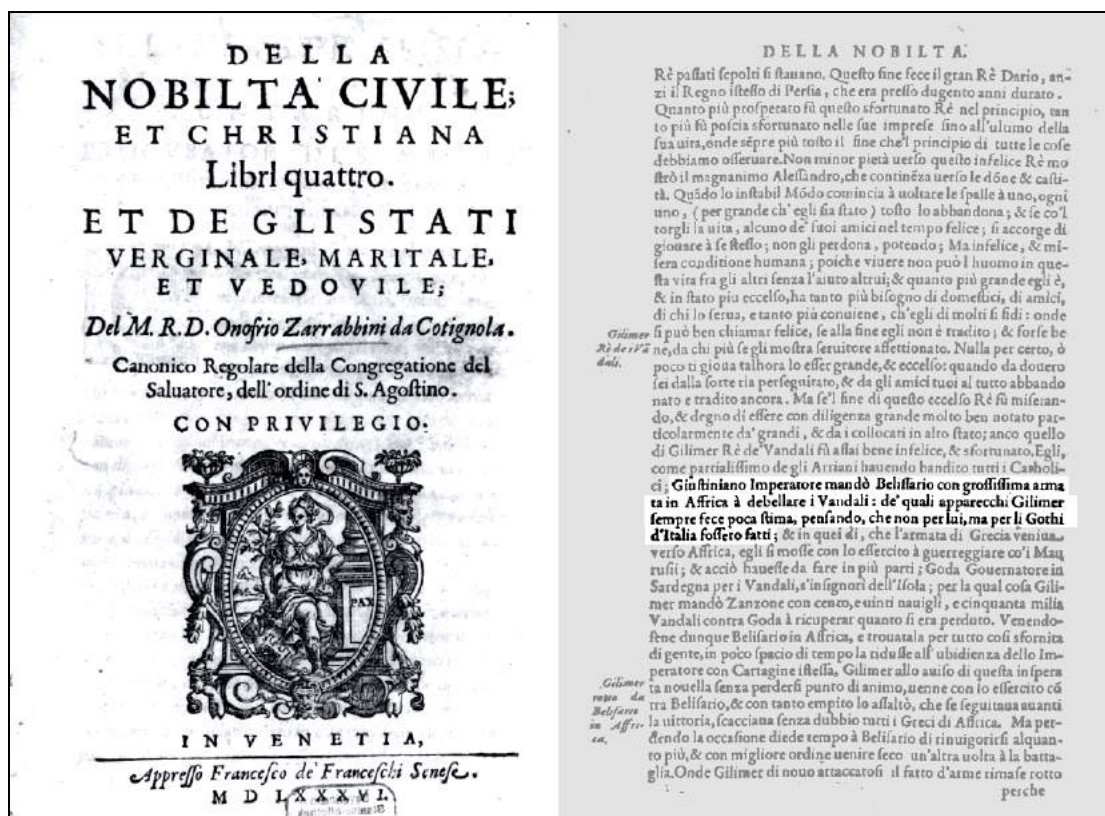 DELLA
NOBILTA CIVILE;
ET CHRISTIANA
LibrI quattro.
ET DE GLI STATI
VERGINALE, MARITALE,
ET VEDOVILE;
Del M. R. D. Onofrio Zarrabbini da Cotignola.
Canonico Regolare della Congregatione del
Saluatore, dell'ordine di S. Agostino.
CON PRIVILEGIO.
PAX
IN VENETIA,
Appresso Francesco de' Franceschi Senese.
MDLXXXVI.
DELLA NOBILTA.
Rè passati sepolti si stauano. Questo fine fece il gran Rè Dario, an-
zi il Regno istesso di Persia, che era presso dugento anni durato.
Quanto più prosperato fù questo sfortunato Rè nel principio, tan
to più fù poscia sfortunato nelle sue imprese sino all'ulumo della
sua uita, onde sẽpre più tosto il fine che'l principio di tutte le cose
debbiamo osseruare. Non minor pietà uerso questo infelice Rè mo
strò il magnanimo Alessandro, che continẽza uerso le dõne & casti-
tà. Quãdo lo instabil Mõdo comincia à uoltare le spalle à uno, ogni
uno, (per grande ch'egli sia stato) tosto lo abbandona; & se co'l
torgli la uita, alcuno de' suoi amici nel tempo felice; si accorge di
giouare à se stesso; non gli perdona, potendo; Ma infelice, & mi-
sera conditione humana; poiche viuere non può l huomo in que-
sta vita fra gli altri senza l'aiuto altrui; & quanto più grande egli è,
& in stato piu eccelso, ha tanto più bisogno di domestici, di amici,
di chi lo serua, e tanto più conuiene, ch'egli di molti si fidi: onde
Gilimer si può ben chiamar felice, se alla fine egli non è tradito; & forse be
Rè de i Vã ne, da chi più se gli mostra seruitore affettionato. Nulla per certo, ò
dali. poco ti gioua talhora lo esser grande, & eccelso: quando da douero
sei dalla sorte ria perseguitato, & da gli amici tuoi al tutto abbando
nato e tradito ancora. Ma se'l fine di questo eccelso Rè fù miseran-
do, & degno di essere con diligenza grande molto ben notato par-
ticolarmente da' grandi, & da i collocati in alto stato; anco quello
di Gilimer Rè de' Vandali fù assai bene infelice, & sfortunato. Egli,
come partialissimo de gli Arriani hauendo bandito tutti i Catholi-
ci; Giustiniano Imperatore mandò Belissario con grossissima arma
ta in Affrica à debellare i Vandali: de' quali apparecchi Gilimer
sempre fece poca stima, pensando, che non per lui, ma per li Gothi
d'Italia fossero fatti; & in quei dì, che l'armata di Grecia veniua
verso Affrica, egli si mosse con lo essercito à guerreggiare co'i Mau
rusii; & acciò hauesse da fare in più parti; Goda Gouernatore in
Sardegna per i Vandali, s'insignorì dell'Isola; per la qual cosa Gili-
mer mandò Zanzone con cento, e uinti nauigli, e cinquanta milia
Vandali contra Goda à ricuperar quanto si era perduto. Venendo-
sene dunque Belisario in Affrica, e trouatala per tutto così sfornita
di gente, in poco spacio di tempo la ridusse all'ubidienza dello Im-
peratore con Cartagine istessa, Gilimer allo auiso di questa inspera
Gilimer ta nouella senza perdersi punto di animo, uenne con lo essercito cõ
rotto da tra Belisario, & con tanto empito lo assaltò, che se seguitaua auanti
Belisario
in Affri- la uittoria, scacciaua senza dubbio tutti i Greci di Affrica. Ma per-
ca. dendo la occasione diede tempo à Belisario di rinuigorirsi alquan-
to più, & con migliore ordine uenire seco un'altra uolta à la batta-
glia. Onde Gilimer di nouo attaccatosi il fatto d'arme rimase rotto
perche